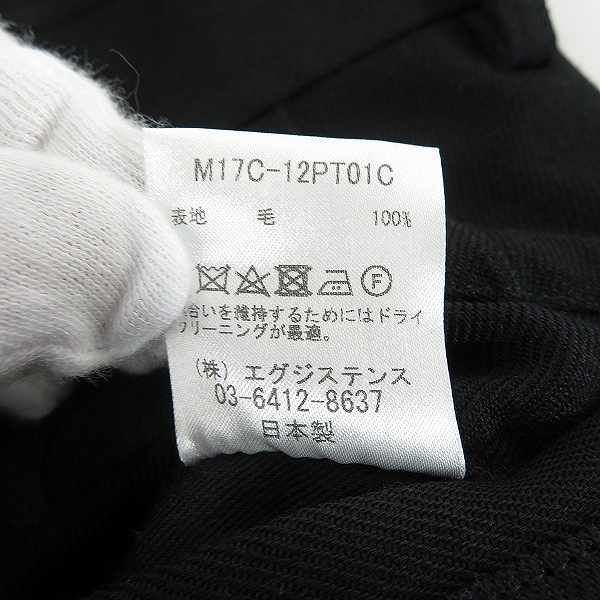 M17C-12PT01C
表地 毛 100%
F
合いを維持するためにはドライ
クリーニングが最適。
(株) エグジステンス
03-6412-8637
日本製